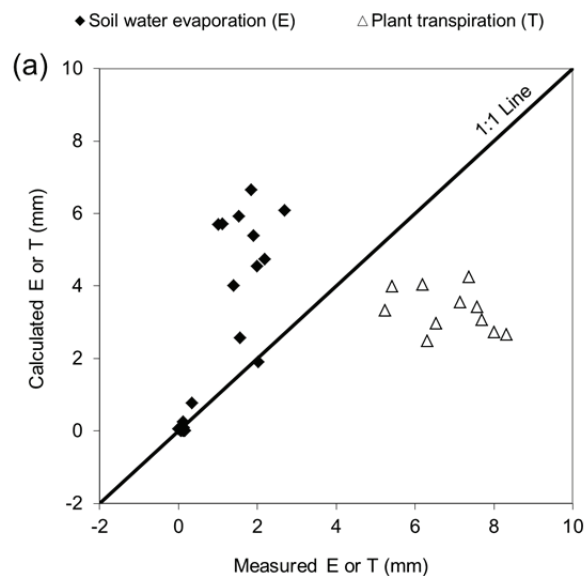 ◆ Soil water evaporation (E) △ Plant transpiration (T)
(a)
10
8
6
4
2
0
-2
Calculated E or T (mm)
1:1 Line
-2 0 2 4 6 8 10
Measured E or T (mm)